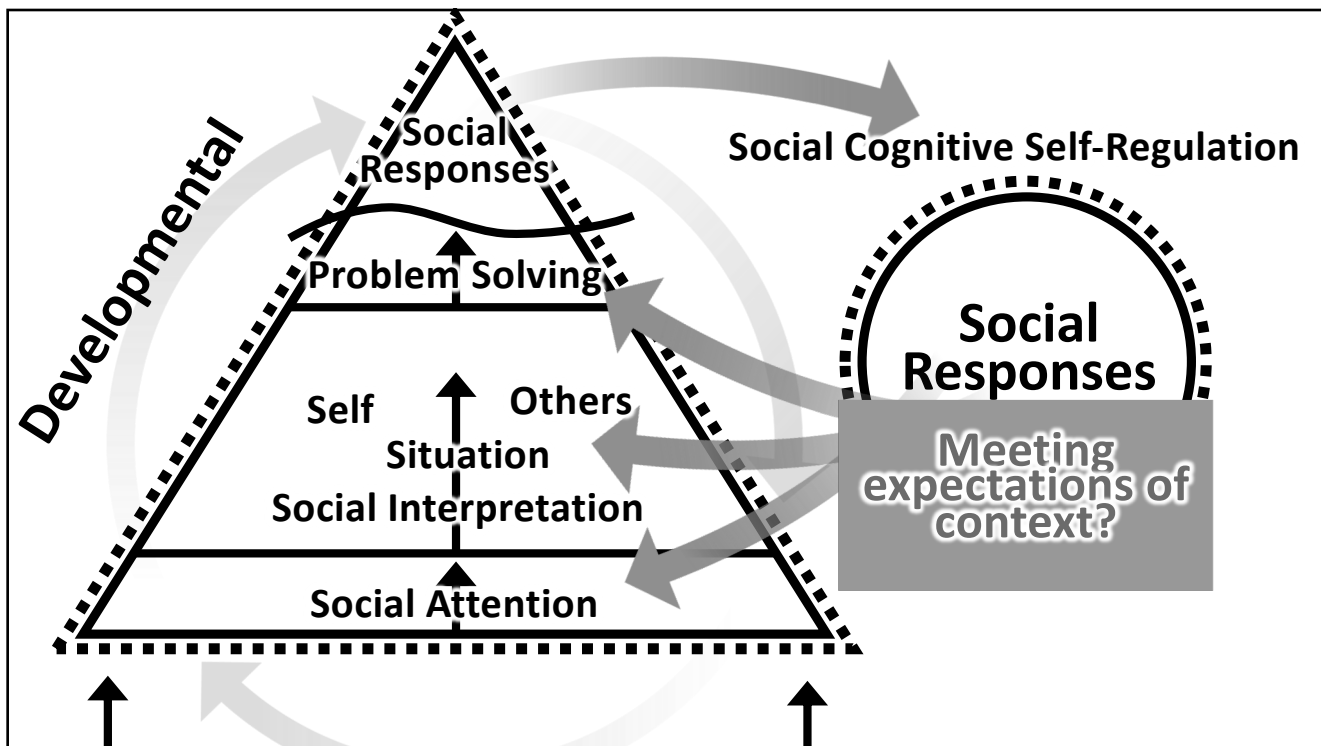 Developmental
Social
Responses
Problem Solving
Self
Others
Situation
Social Interpretation
Social Attention
Social Cognitive Self-Regulation
Social
Responses
Meeting
expectations of
context?